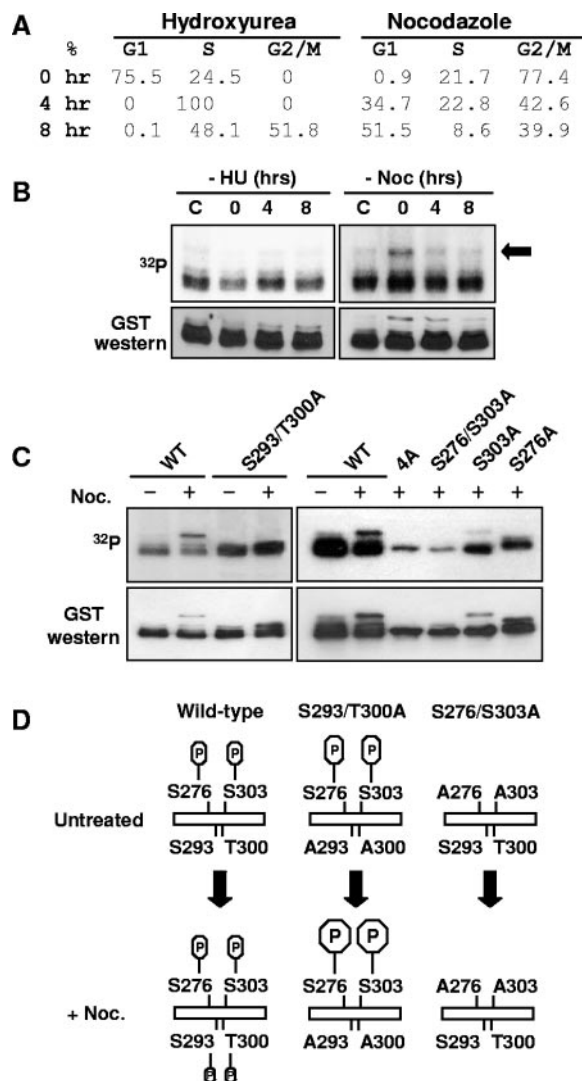 A Hydroxyurea Nocodazole
% G1 S G2/M G1 S G2/M
0 hr 75.5 24.5 0 0.9 21.7 77.4
4 hr 0 100 0 34.7 22.8 42.6
8 hr 0.1 48.1 51.8 51.5 8.6 39.9
B - HU (hrs) - Noc (hrs)
C 0 4 8 C 0 4 8
32P
GST western
C WT S293/T300A WT 4A S276/S303A S303A S276A
Noc. − + − + − + + + + +
32P
GST western
D Wild-type S293/T300A S276/S303A
P P P P
S276 S303 S276 S303 A276 A303
Untreated
S293 T300 A293 A300 S293 T300
P P P P
S276 S303 S276 S303 A276 A303
+ Noc.
S293 T300 A293 A300 S293 T300
P P